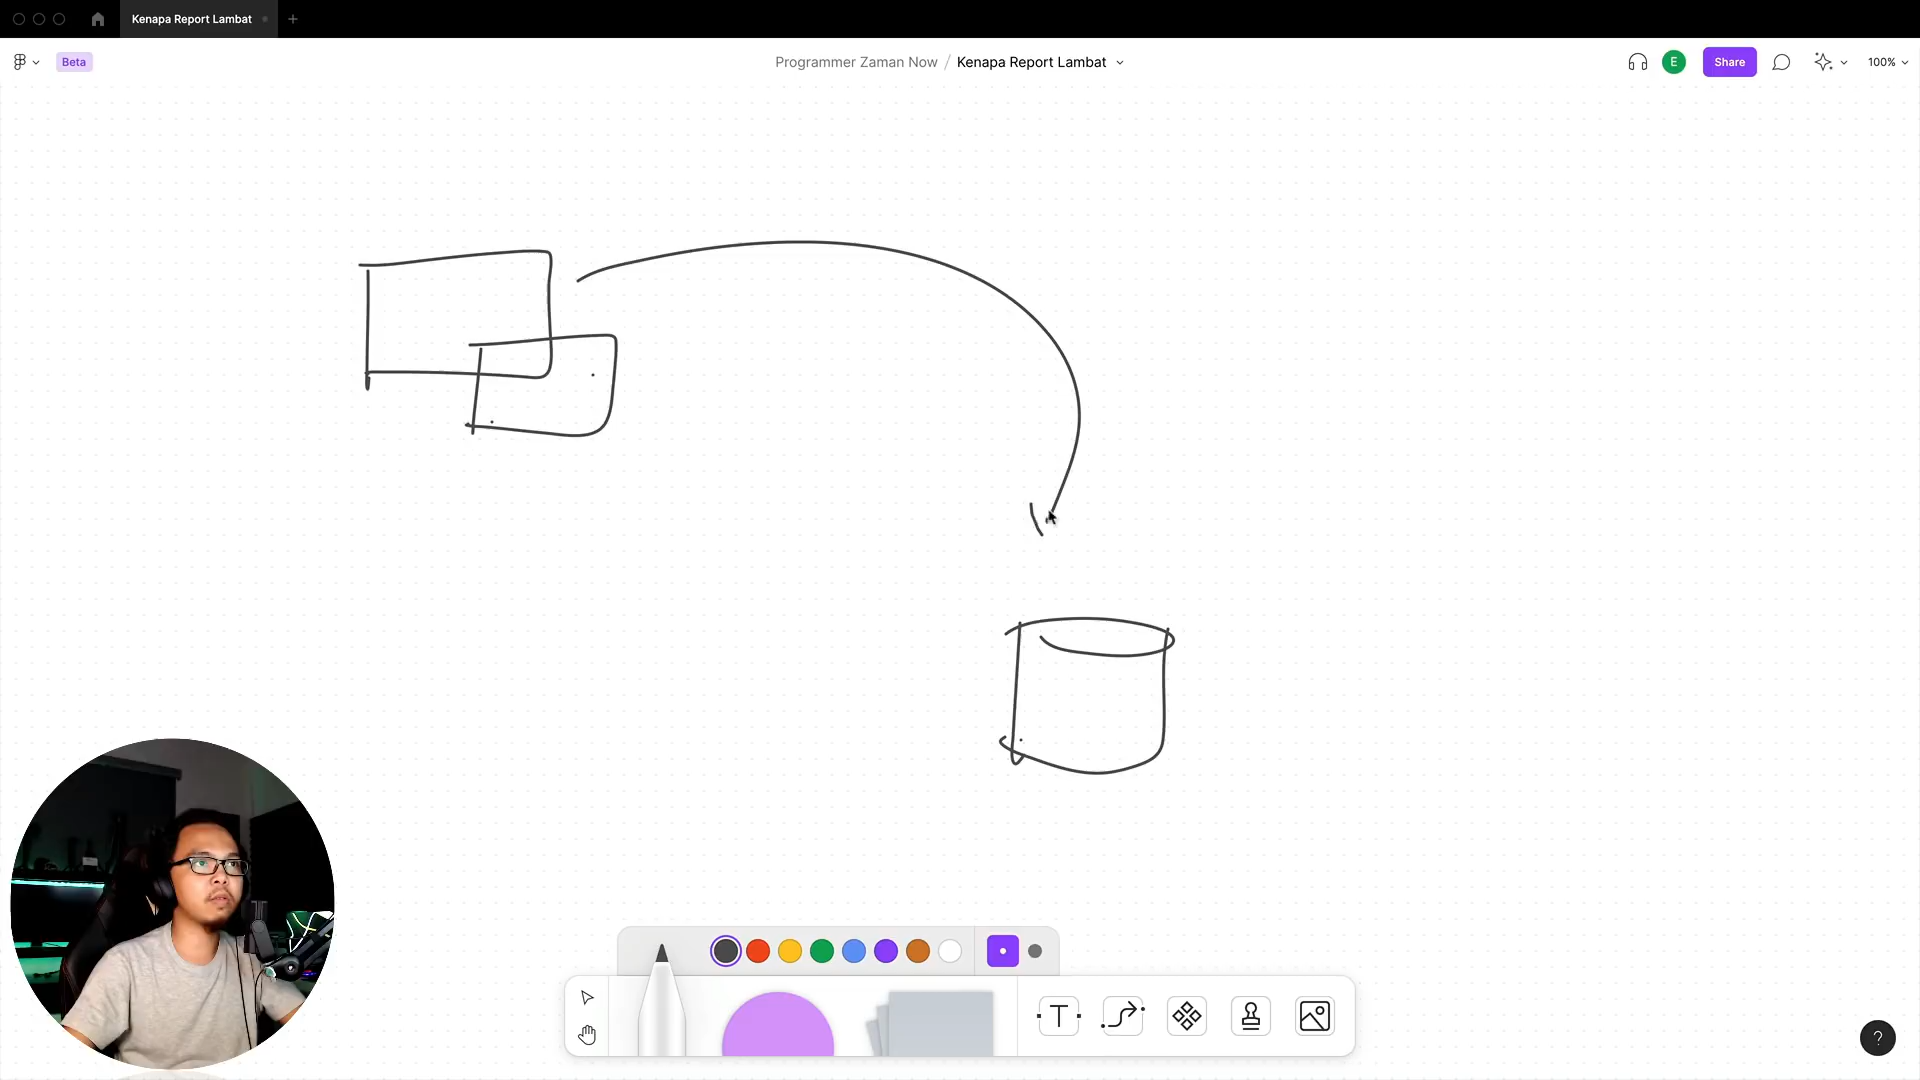 Kenapa Report Lambat
Beta
Programmer Zaman Now / Kenapa Report Lambat
E
Share
100%
T
?